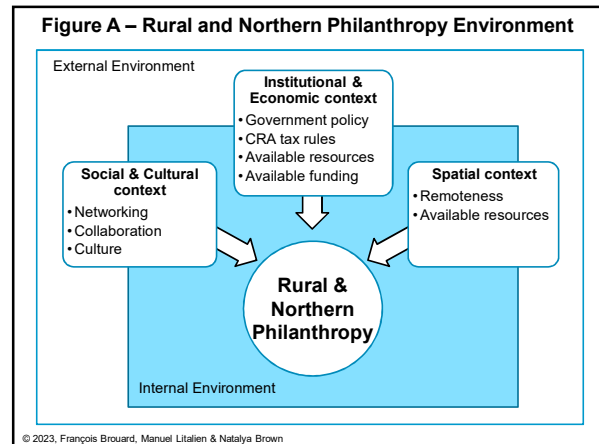 Figure A – Rural and Northern Philanthropy Environment
External Environment
Institutional &
Economic context
• Government policy
• CRA tax rules
• Available resources
• Available funding
Social & Cultural
context
• Networking
• Collaboration
• Culture
Spatial context
• Remoteness
• Available resources
Rural &
Northern
Philanthropy
Internal Environment
© 2023, François Brouard, Manuel Litalien & Natalya Brown